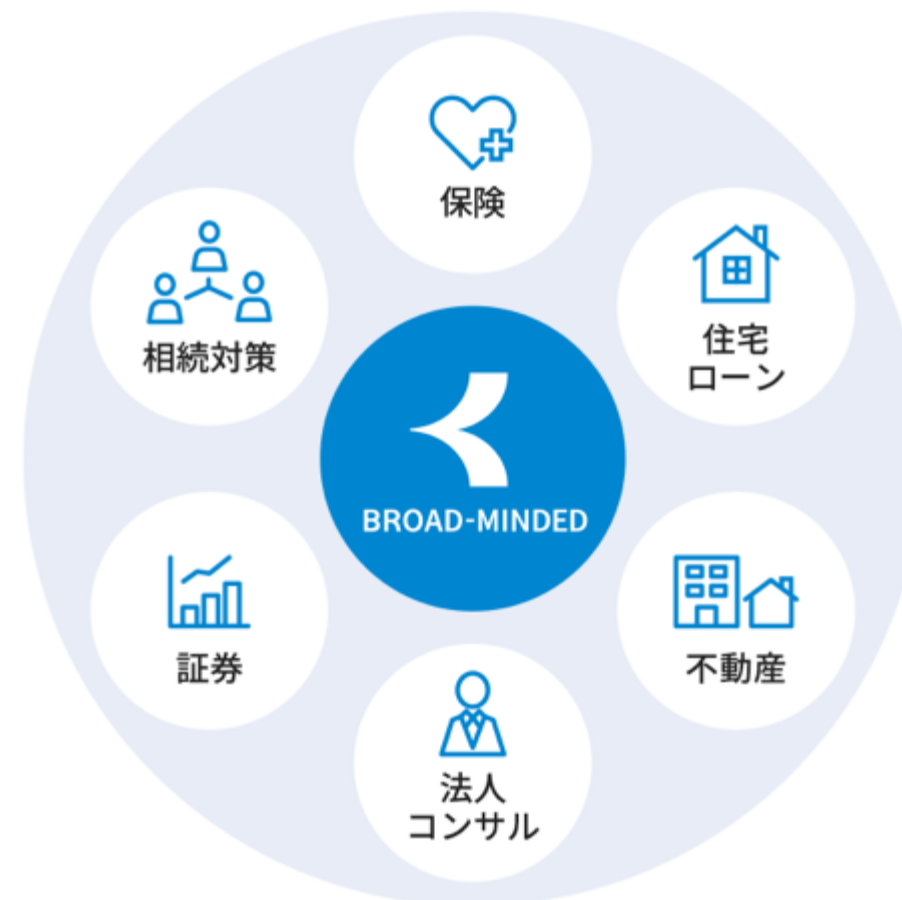 保険
住宅
ローン
相続対策
BROAD-MINDED
証券
不動産
法人
コンサル